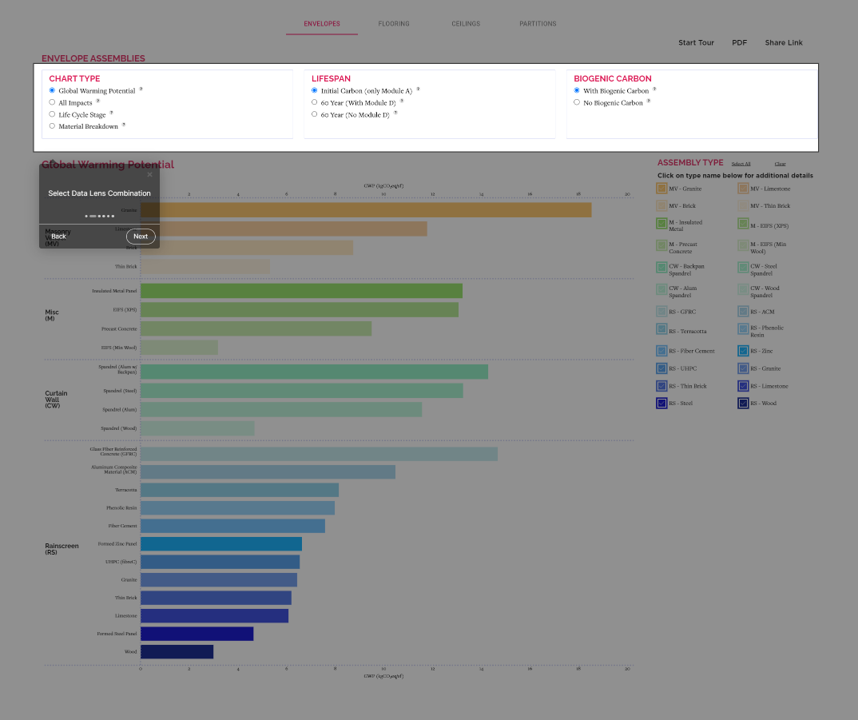 ENVELOPES
FLOORING
CEILINGS
PARTITIONS
Start Tour
PDF
Share Link
ENVELOPE ASSEMBLIES
CHART TYPE
Global Warming Potential
All Impacts
Life Cycle Stage
Material Breakdown
LIFESPAN
Initial Carbon (only Module A)
60 Year (With Module D)
60 Year (No Module D)
BIOGENIC CARBON
With Biogenic Carbon
No Biogenic Carbon
Global Warming Potential
Select Data Lens Combination
Back
Next
0 2 4 6 8 10 12 14 16 18 20
Masonry
(MV)
Granite
Brick
Thin Brick
Misc
(M)
Insulated Metal Panel
EIFS (XPS)
Precast Concrete
EIFS (Min Wool)
Curtain
Wall
(CW)
Spandrel (Alum w/
Backpan)
Spandrel (Steel)
Spandrel (Alum)
Spandrel (Wood)
Rainscreen
(RS)
Glass Fiber Reinforced
Concrete (GFRC)
Aluminum Composite
Material (ACM)
Terracotta
Phenolic Resin
Fiber Cement
Formed Zinc Panel
Granite
Thin Brick
Limestone
Formed Steel Panel
Wood
0 2 4 6 8 10 12 14 16 18 20
ASSEMBLY TYPE
Select All
Clear
Click on type name below for additional details
MV - Granite
MV - Limestone
MV - Brick
MV - Thin Brick
M - Insulated
Metal
M - EIFS (XPS)
M - Precast
Concrete
M - EIFS (Min
Wool)
CW - Backpan
Spandrel
CW - Steel
Spandrel
CW - Alum
Spandrel
CW - Wood
Spandrel
RS - GFRC
RS - ACM
RS - Terracotta
RS - Phenolic
Resin
RS - Fiber Cement
RS - Zinc
RS - UHPC
RS - Granite
RS - Thin Brick
RS - Limestone
RS - Steel
RS - Wood